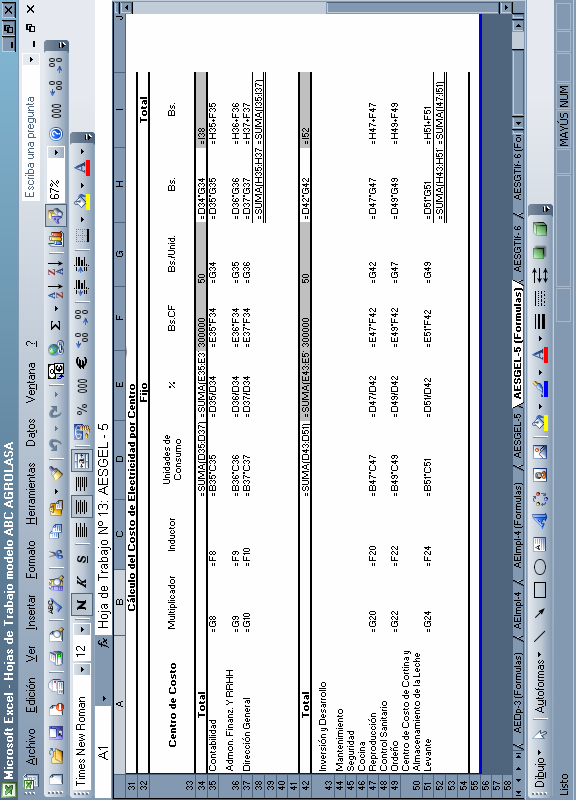 Microsoft Excel - Hojas de Trabajo modelo ABC AGROLASA
Archivo Edición Ver Insertar Formato Herramientas Datos Ventana ?
Escriba una pregunta
67%
Times New Roman 12 N K S % 000 €
A1 fx Hoja de Trabajo Nº 13: AESGEL - 5
A B C D E F G H I J
31 Cálculo del Costo de Electricidad por Centro
32 Fijo Total
33 Centro de Costo Multiplicador Inductor Unidades de Consumo % Bs.CF Bs./Unid. Bs. Bs.
34 Total =SUMA(D35:D37) =SUMA(E35:E3 300000 50 =D34*G34 =I38
35 Contabilidad =G8 =F8 =B35*C35 =D35/D34 =E35*F34 =G34 =D35*G35 =H35+F35
36 Admon. Finanz. Y RRHH =G9 =F9 =B36*C36 =D36/D34 =E36*F34 =G35 =D36*G36 =H36+F36
37 Dirección General =G10 =F10 =B37*C37 =D37/D34 =E37*F34 =G36 =D37*G37 =H37+F37
38 =SUMA(H35:H37 =SUMA(I35:I37)
39
40
41
42 Total =SUMA(D43:D51) =SUMA(E43:E5 300000 50 =D42*G42 =I52
43 Inversión y Desarrollo
44 Mantenimiento
45 Seguridad
46 Cocina
47 Reproducción =G20 =F20 =B47*C47 =D47/D42 =E47*F42 =G42 =D47*G47 =H47+F47
48 Control Sanitario
49 Ordeño =G22 =F22 =B49*C49 =D49/D42 =E49*F42 =G47 =D49*G49 =H49+F49
50 Centro de Costo de Cortina y Almacenamiento de la Leche
51 Levante =G24 =F24 =B51*C51 =D51/D42 =E51*F42 =G49 =D51*G51 =H51+F51
52 =SUMA(H43:H51 =SUMA(I47:I51)
53
54
55
56
57
58
AEDp-3 (Formulas) AEImpl-4 AEImpl-4 (Formulas) AESGEL-5 AESGEL-5 (Formulas) AESGTlf- 6 AESGTlf- 6 (For
Dibujo Autoformas
Listo MAYÚS NUM